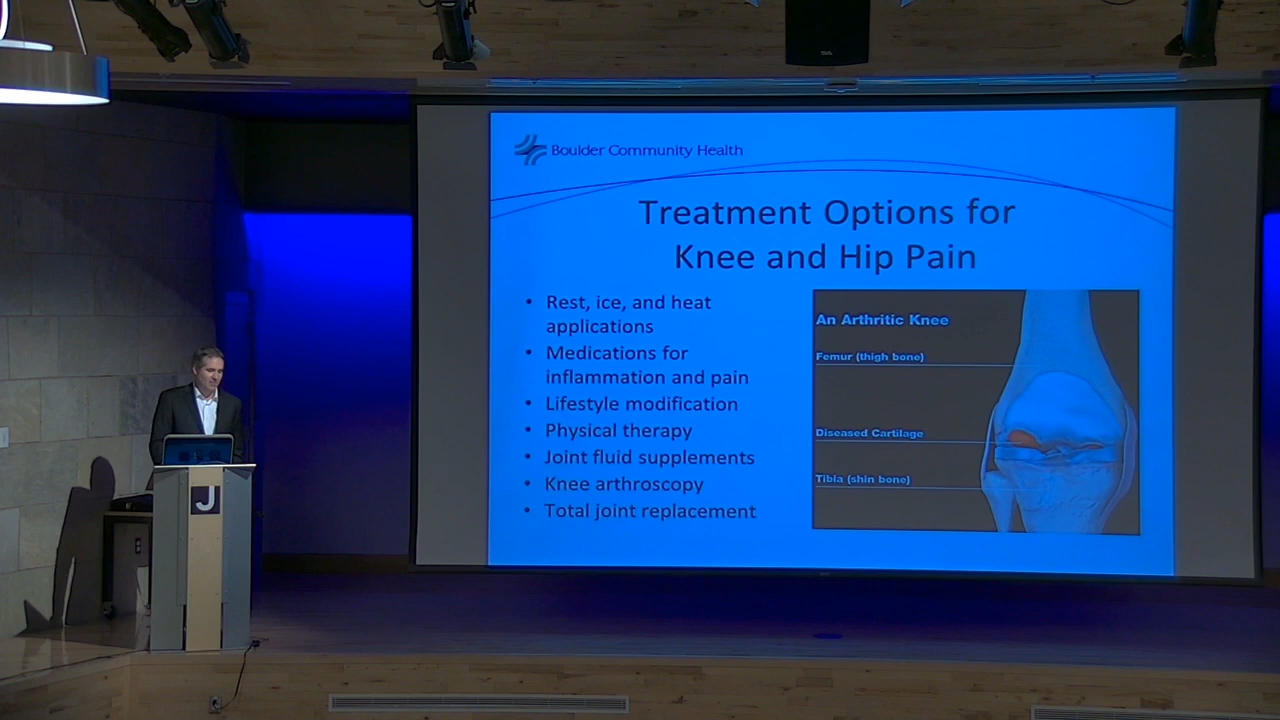 Boulder Community Health
Treatment Options for
Knee and Hip Pain
• Rest, ice, and heat
applications
• Medications for
inflammation and pain
• Lifestyle modification
• Physical therapy
• Joint fluid supplements
• Knee arthroscopy
• Total joint replacement
An Arthritic Knee
Femur (thigh bone)
Diseased Cartilage
Tibia (shin bone)
J